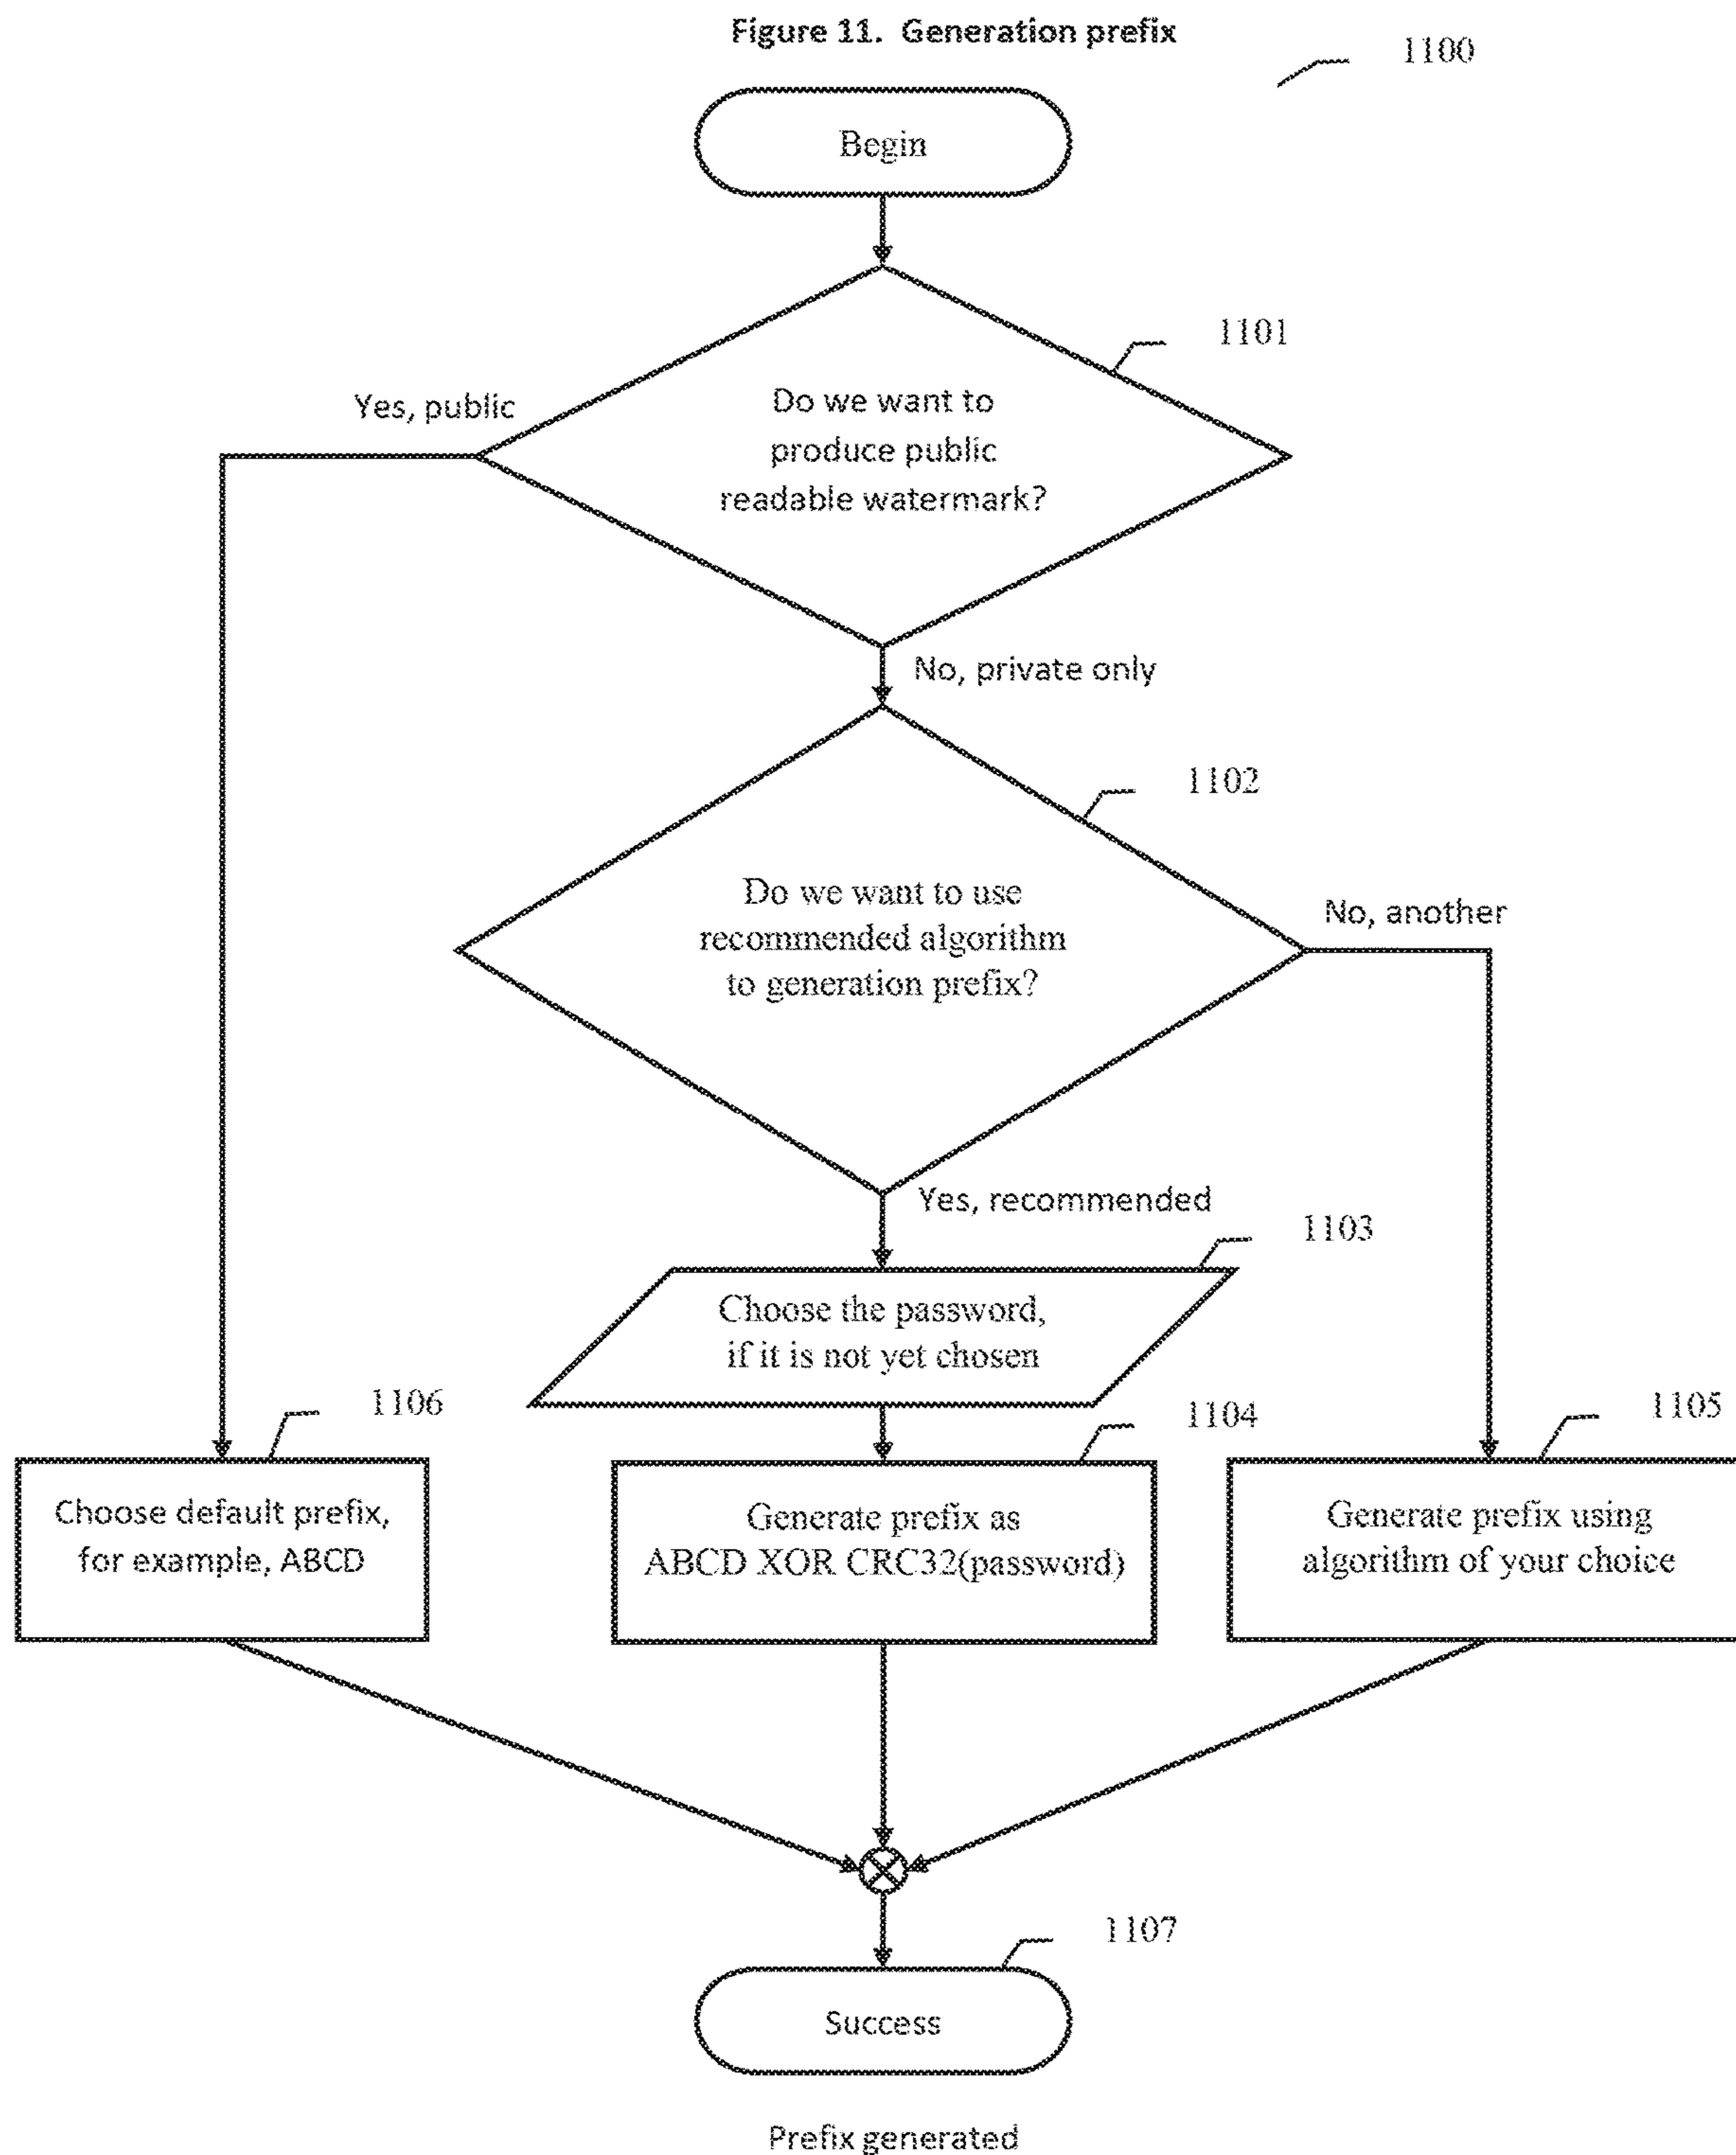 Figure 11. Generation prefix
1100
Begin
1101
Yes, public
Do we want to
produce public
readable watermark?
No, private only
1102
Do we want to use
recommended algorithm
to generation prefix?
No, another
Yes, recommended
1103
Choose the password,
if it is not yet chosen
1106
1104
1105
Choose default prefix,
for example, ABCD
Generate prefix as
ABCD XOR CRC32(password)
Generate prefix using
algorithm of your choice
1107
Success
Prefix generated